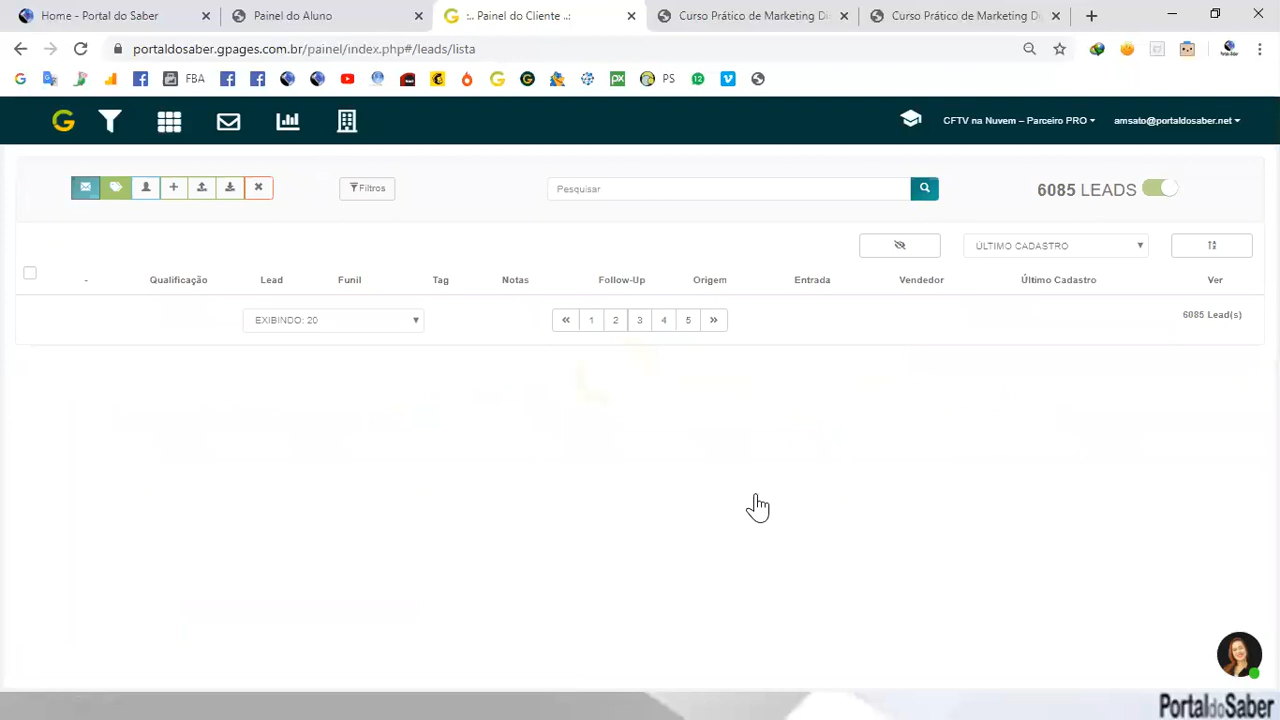 Home - Portal do Saber
Painel do Aluno
:. Painel do Cliente ..:
Curso Prático de Marketing Di
Curso Prático de Marketing Di
portaldosaber.gpages.com.br/painel/index.php#/leads/lista
FBA
PS
CFTV na Nuvem – Parceiro PRO
amsato@portaldosaber.net
Filtros
Pesquisar
6085 LEADS
ÚLTIMO CADASTRO
- Qualificação Lead Funil Tag Notas Follow-Up Origem Entrada Vendedor Último Cadastro Ver
EXIBINDO: 20
« 1 2 3 4 5 »
6085 Lead(s)
PortaldoSaber